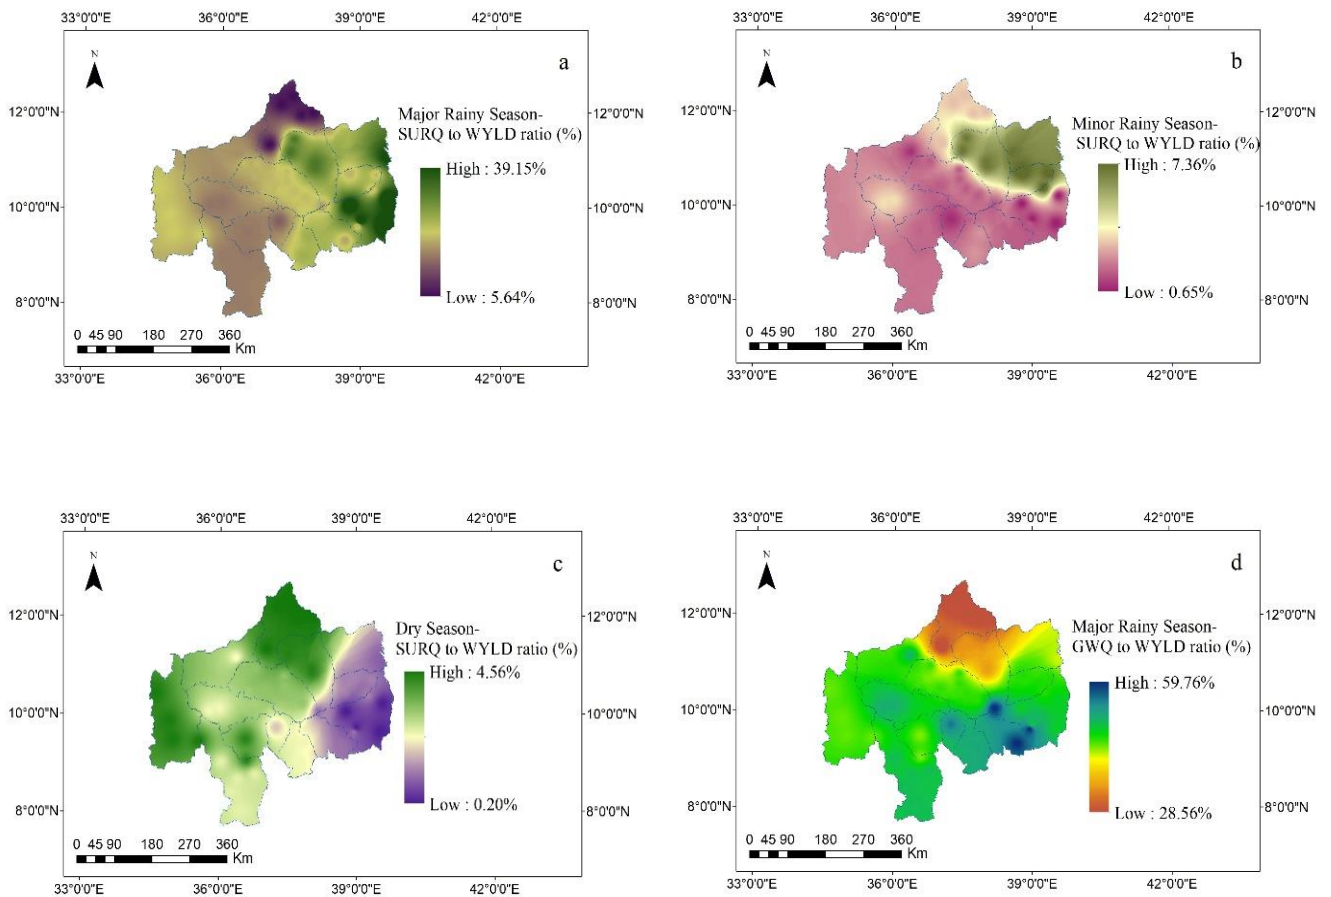 33°0'0"E 36°0'0"E 39°0'0"E 42°0'0"E
N
a
12°0'0"N
Major Rainy Season-
SURQ to WYLD ratio (%)
High : 39.15%
Low : 5.64%
10°0'0"N
8°0'0"N
12°0'0"N
10°0'0"N
8°0'0"N
0 45 90 180 270 360
Km
33°0'0"E 36°0'0"E 39°0'0"E 42°0'0"E
33°0'0"E 36°0'0"E 39°0'0"E 42°0'0"E
N
b
12°0'0"N
Minor Rainy Season-
SURQ to WYLD ratio (%)
High : 7.36%
Low : 0.65%
10°0'0"N
8°0'0"N
12°0'0"N
10°0'0"N
8°0'0"N
0 45 90 180 270 360
Km
33°0'0"E 36°0'0"E 39°0'0"E 42°0'0"E
33°0'0"E 36°0'0"E 39°0'0"E 42°0'0"E
N
c
12°0'0"N
Dry Season-
SURQ to WYLD ratio (%)
High : 4.56%
Low : 0.20%
10°0'0"N
8°0'0"N
12°0'0"N
10°0'0"N
8°0'0"N
0 45 90 180 270 360
Km
33°0'0"E 36°0'0"E 39°0'0"E 42°0'0"E
33°0'0"E 36°0'0"E 39°0'0"E 42°0'0"E
N
d
12°0'0"N
Major Rainy Season-
GWQ to WYLD ratio (%)
High : 59.76%
Low : 28.56%
10°0'0"N
8°0'0"N
12°0'0"N
10°0'0"N
8°0'0"N
0 45 90 180 270 360
Km
33°0'0"E 36°0'0"E 39°0'0"E 42°0'0"E